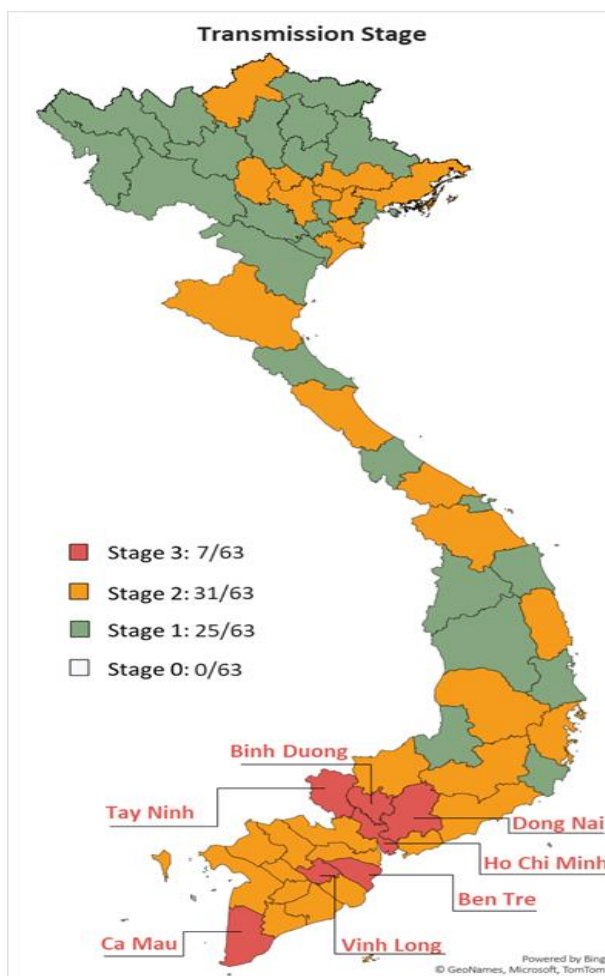 Transmission Stage
Stage 3: 7/63
Stage 2: 31/63
Stage 1: 25/63
Stage 0: 0/63
Binh Duong
Tay Ninh
Dong Nai
Ho Chi Minh
Ben Tre
Ca Mau
Vinh Long
Powered by Bing
© GeoNames, Microsoft, TomTom